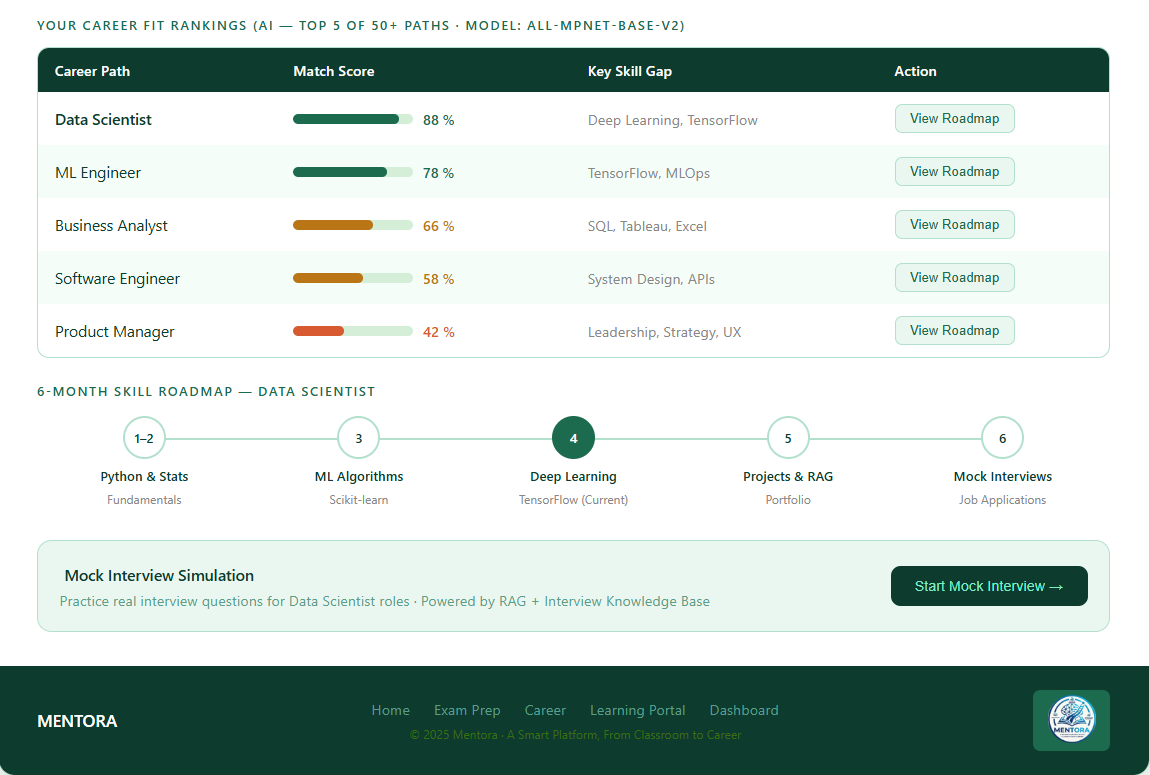 YOUR CAREER FIT RANKINGS (AI — TOP 5 OF 50+ PATHS · MODEL: ALL-MPNET-BASE-V2)
Career Path Match Score Key Skill Gap Action
Data Scientist 88 % Deep Learning, TensorFlow View Roadmap
ML Engineer 78 % TensorFlow, MLOps View Roadmap
Business Analyst 66 % SQL, Tableau, Excel View Roadmap
Software Engineer 58 % System Design, APIs View Roadmap
Product Manager 42 % Leadership, Strategy, UX View Roadmap
6-MONTH SKILL ROADMAP — DATA SCIENTIST
1–2 3 4 5 6
Python & Stats ML Algorithms Deep Learning Projects & RAG Mock Interviews
Fundamentals Scikit-learn TensorFlow (Current) Portfolio Job Applications
Mock Interview Simulation
Practice real interview questions for Data Scientist roles · Powered by RAG + Interview Knowledge Base
Start Mock Interview →
MENTORA
Home Exam Prep Career Learning Portal Dashboard
© 2025 Mentora · A Smart Platform, From Classroom to Career
MENTORA